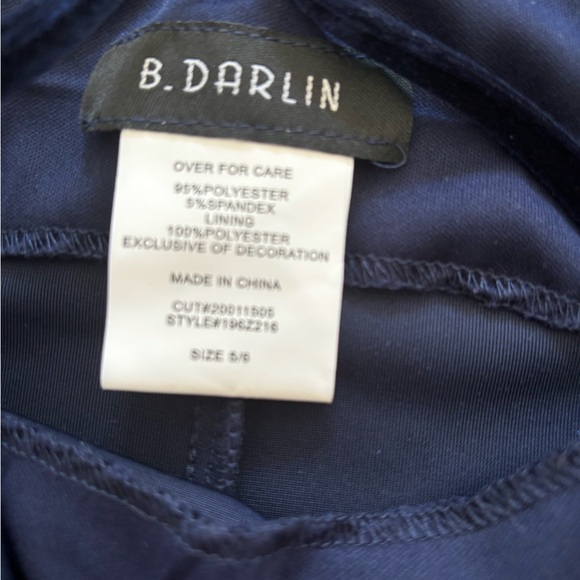 B. DARLIN
OVER FOR CARE
95%POLYESTER
5%SPANDEX
LINING
100%POLYESTER
EXCLUSIVE OF DECORATION
MADE IN CHINA
CUT#20011505
STYLE#196Z216
SIZE 5/6